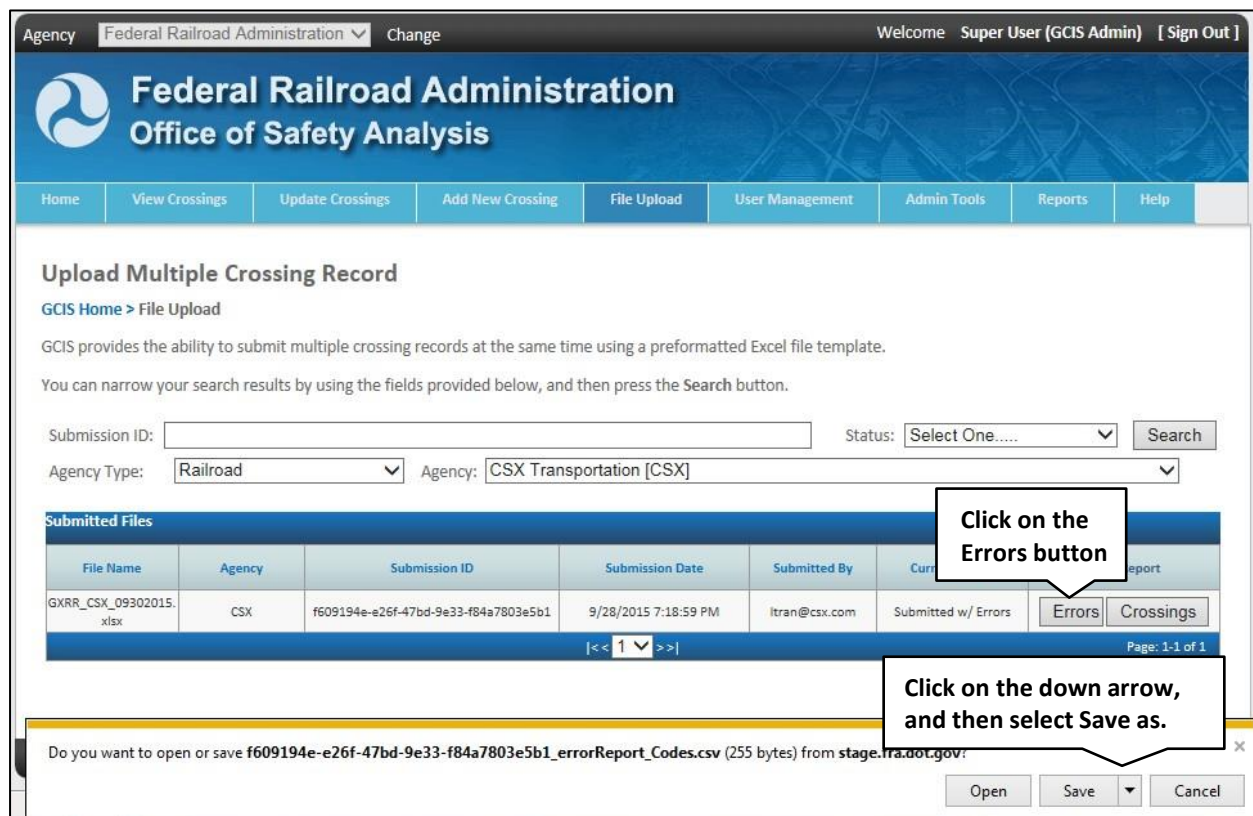 Agency Federal Railroad Administration Change Welcome Super User (GCIS Admin) [ Sign Out ]
Federal Railroad Administration
Office of Safety Analysis
Home View Crossings Update Crossings Add New Crossing File Upload User Management Admin Tools Reports Help
Upload Multiple Crossing Record
GCIS Home > File Upload
GCIS provides the ability to submit multiple crossing records at the same time using a preformatted Excel file template.
You can narrow your search results by using the fields provided below, and then press the Search button.
Submission ID: Status: Select One..... Search
Agency Type: Railroad Agency: CSX Transportation [CSX]
Submitted Files
Click on the
Errors button
File Name Agency Submission ID Submission Date Submitted By
GXRR_CSX_09302015.
xlsx CSX f609194e-e26f-47bd-9e33-f84a7803e5b1 9/28/2015 7:18:59 PM ltran@csx.com Submitted w/ Errors Errors Crossings
|<< 1 >>| Page: 1-1 of 1
Click on the down arrow,
and then select Save as.
Do you want to open or save f609194e-e26f-47bd-9e33-f84a7803e5b1_errorReport_Codes.csv (255 bytes) from stage.fra.dot.gov?
Open Save Cancel